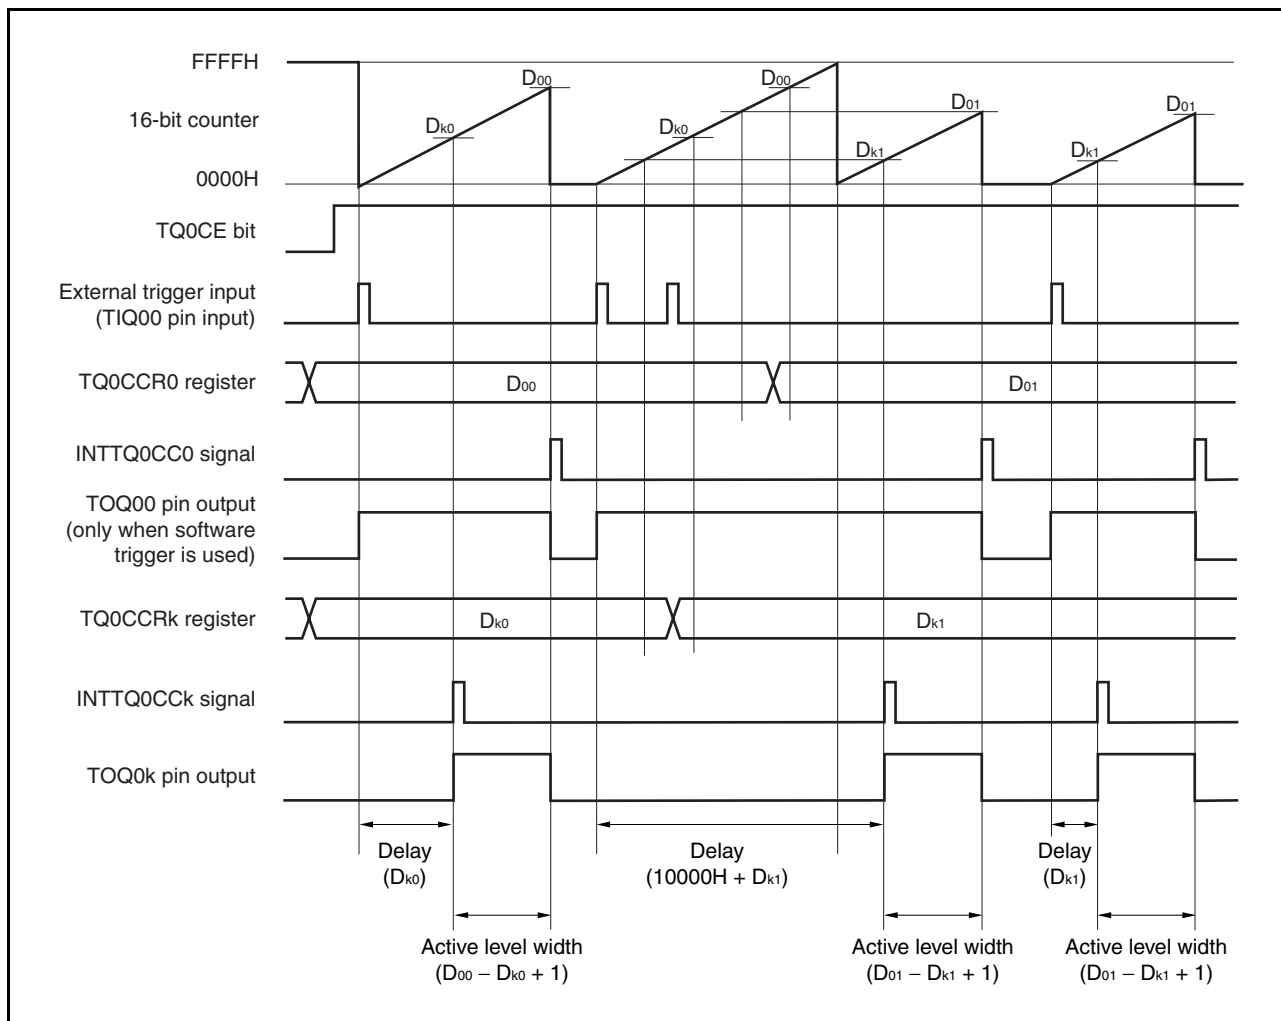 FFFFH
D00
D00
16-bit counter
Dk0
Dk0
Dk1
D01
Dk1
D01
0000H
TQ0CE bit
External trigger input
(TIQ00 pin input)
TQ0CCR0 register
D00
D01
INTTQ0CC0 signal
TOQ00 pin output
(only when software
trigger is used)
TQ0CCRk register
Dk0
Dk1
INTTQ0CCk signal
TOQ0k pin output
Delay
(Dk0)
Delay
(10000H + Dk1)
Delay
(Dk1)
Active level width
(D00 − Dk0 + 1)
Active level width
(D01 − Dk1 + 1)
Active level width
(D01 − Dk1 + 1)